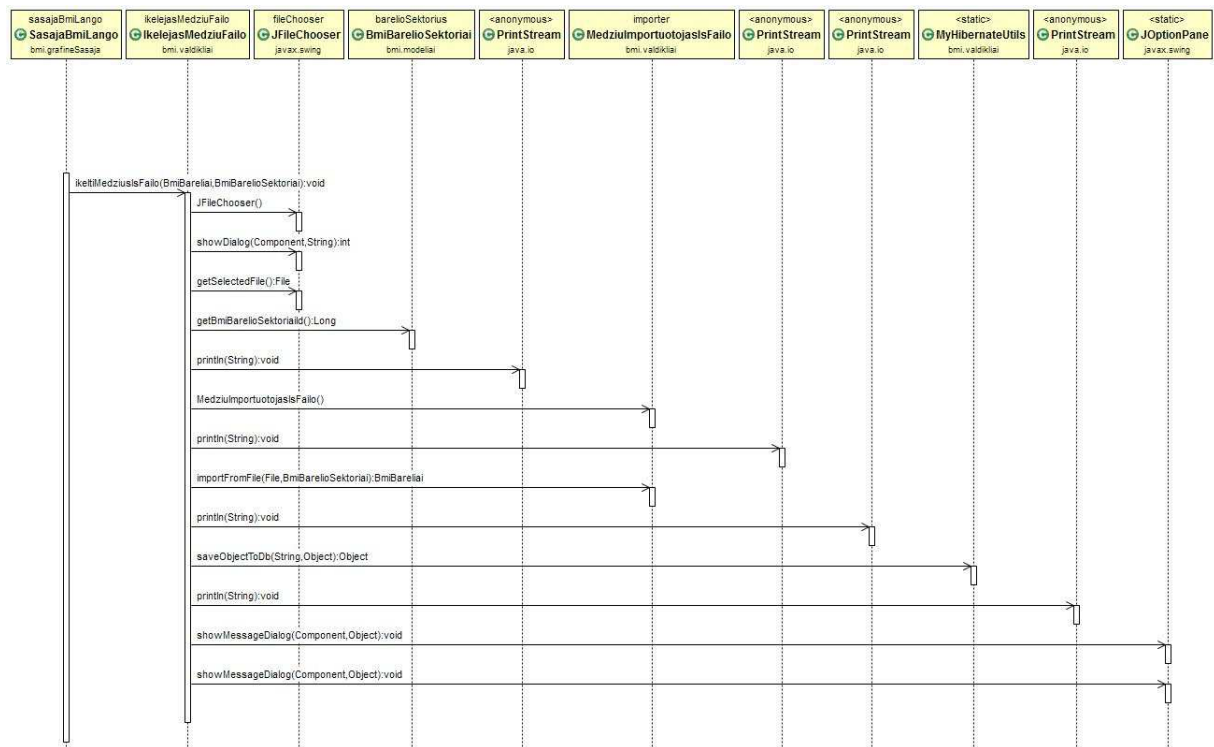 sasajaBmiLango
SasajaBmiLango
bmi.grafineSasaja
ikelejasMedziuFailo
IkelejasMedziuFailo
bmi.valdikliai
fileChooser
JFileChooser
javax.swing
barelioSektorius
BmiBarelioSektoriai
bmi.modeliai
<anonymous>
PrintStream
java.io
importer
MedziuImportuotojasIsFailo
bmi.valdikliai
<anonymous>
PrintStream
java.io
<anonymous>
PrintStream
java.io
<static>
MyHibernateUtils
bmi.valdikliai
<anonymous>
PrintStream
java.io
<static>
JOptionPane
javax.swing
ikeltiMedziusIsFailo(BmiBareliai,BmiBarelioSektoriai):void
JFileChooser()
showDialog(Component,String):int
getSelectedFile():File
getBmiBarelioSektoriaiId():Long
println(String):void
MedziuImportuotojasIsFailo()
println(String):void
importFromFile(File,BmiBarelioSektoriai):BmiBareliai
println(String):void
saveObjectToDb(String,Object):Object
println(String):void
showMessageDialog(Component,Object):void
showMessageDialog(Component,Object):void